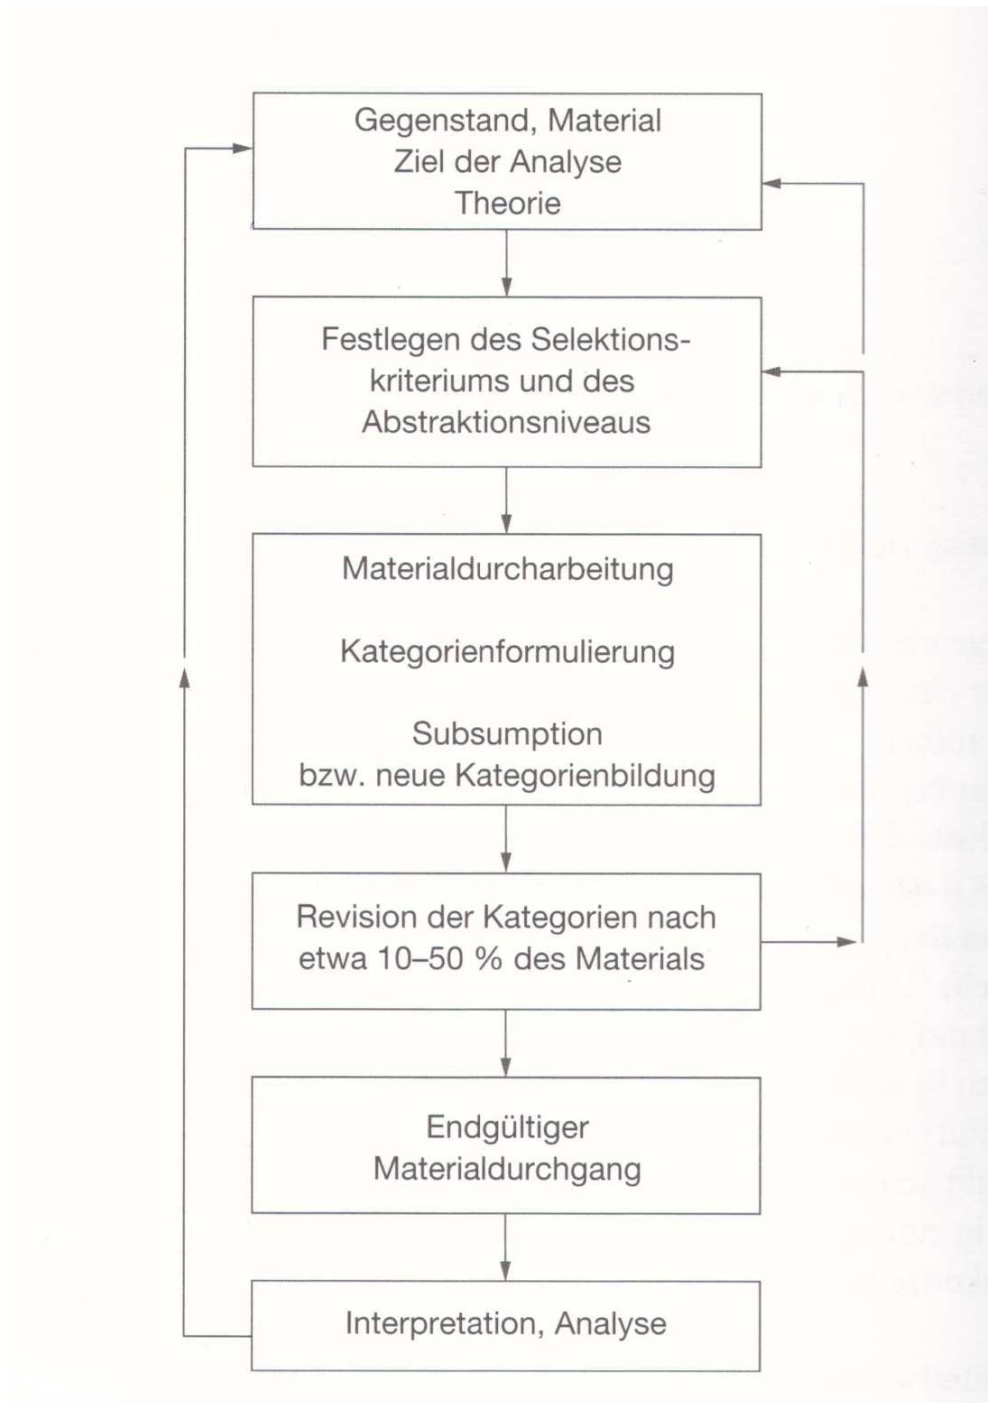 Gegenstand, Material
Ziel der Analyse
Theorie
Festlegen des Selektions-
kriteriums und des
Abstraktionsniveaus
Materialdurcharbeitung
Kategorienformulierung
Subsumption
bzw. neue Kategorienbildung
Revision der Kategorien nach
etwa 10–50 % des Materials
Endgültiger
Materialdurchgang
Interpretation, Analyse